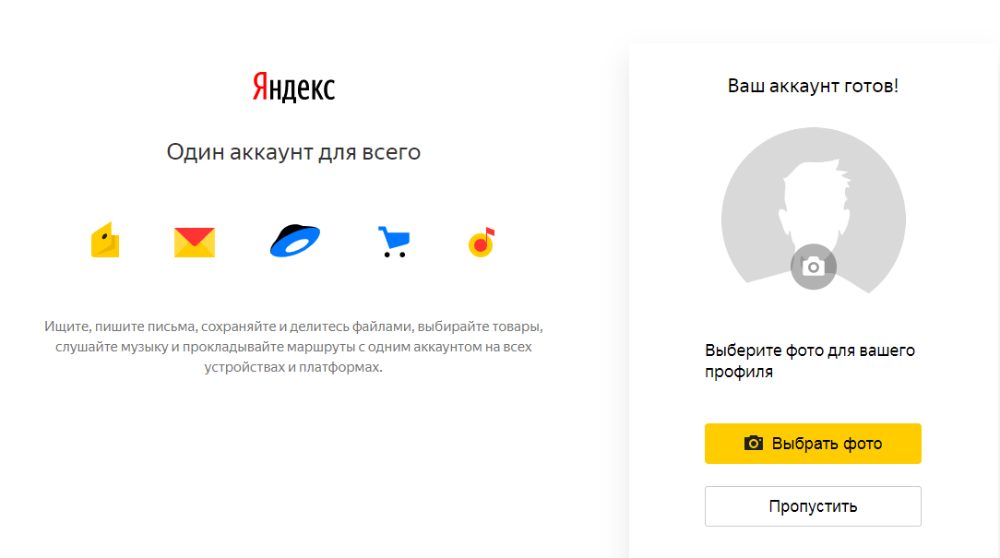 Яндекс
Один аккаунт для всего
Ищите, пишите письма, сохраняйте и делитесь файлами, выбирайте товары,
слушайте музыку и прокладывайте маршруты с одним аккаунтом на всех
устройствах и платформах.
Ваш аккаунт готов!
Выберите фото для вашего
профиля
Выбрать фото
Пропустить